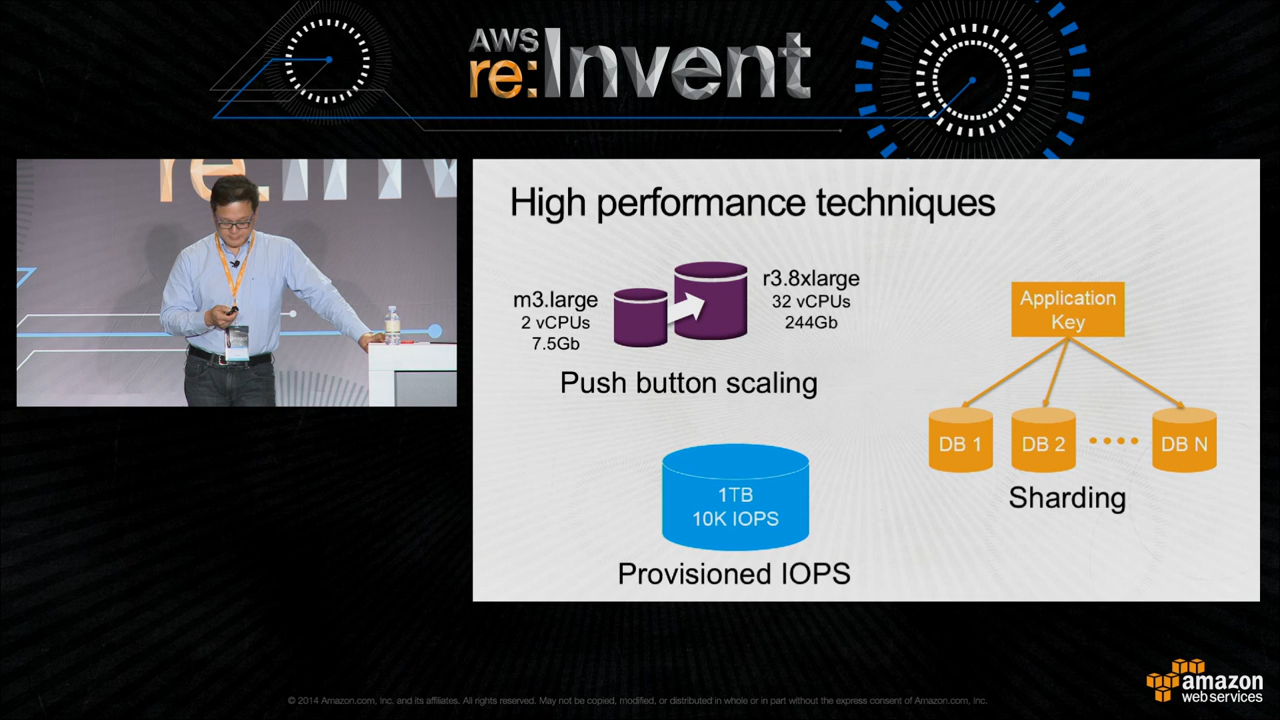 AWS
re:Invent
re:Inv
High performance techniques
m3.large
2 vCPUs
7.5Gb
r3.8xlarge
32 vCPUs
244Gb
Push button scaling
1TB
10K IOPS
Provisioned IOPS
Application
Key
DB 1
DB 2
DB N
Sharding
© 2014 Amazon.com, inc. and its affiliates. All rights reserved. May not be copied, modified, or distributed in whole or in part without the express consent of Amazon.com, inc.
amazon
web services